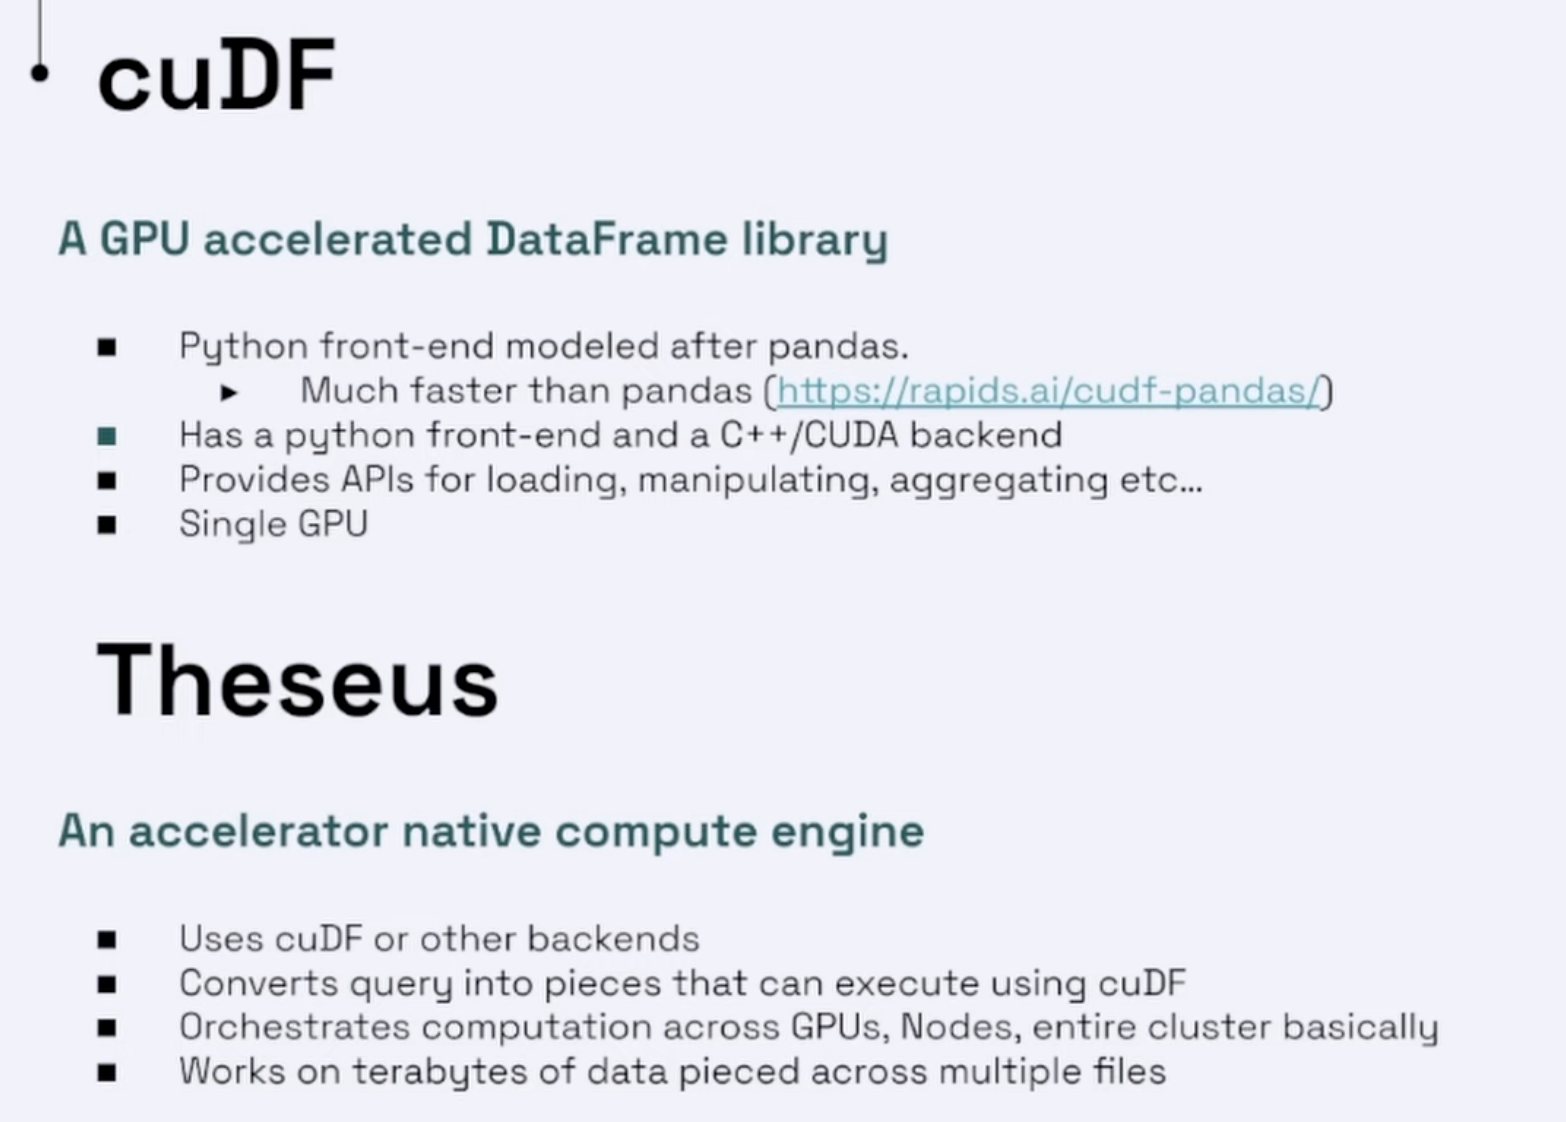 cuDF
A GPU accelerated DataFrame library
Python front-end modeled after pandas.
Much faster than pandas (https://rapids.ai/cudf-pandas/)
Has a python front-end and a C++/CUDA backend
Provides APIs for loading, manipulating, aggregating etc...
Single GPU
Theseus
An accelerator native compute engine
Uses cuDF or other backends
Converts query into pieces that can execute using cuDF
Orchestrates computation across GPUs, Nodes, entire cluster basically
Works on terabytes of data pieced across multiple files